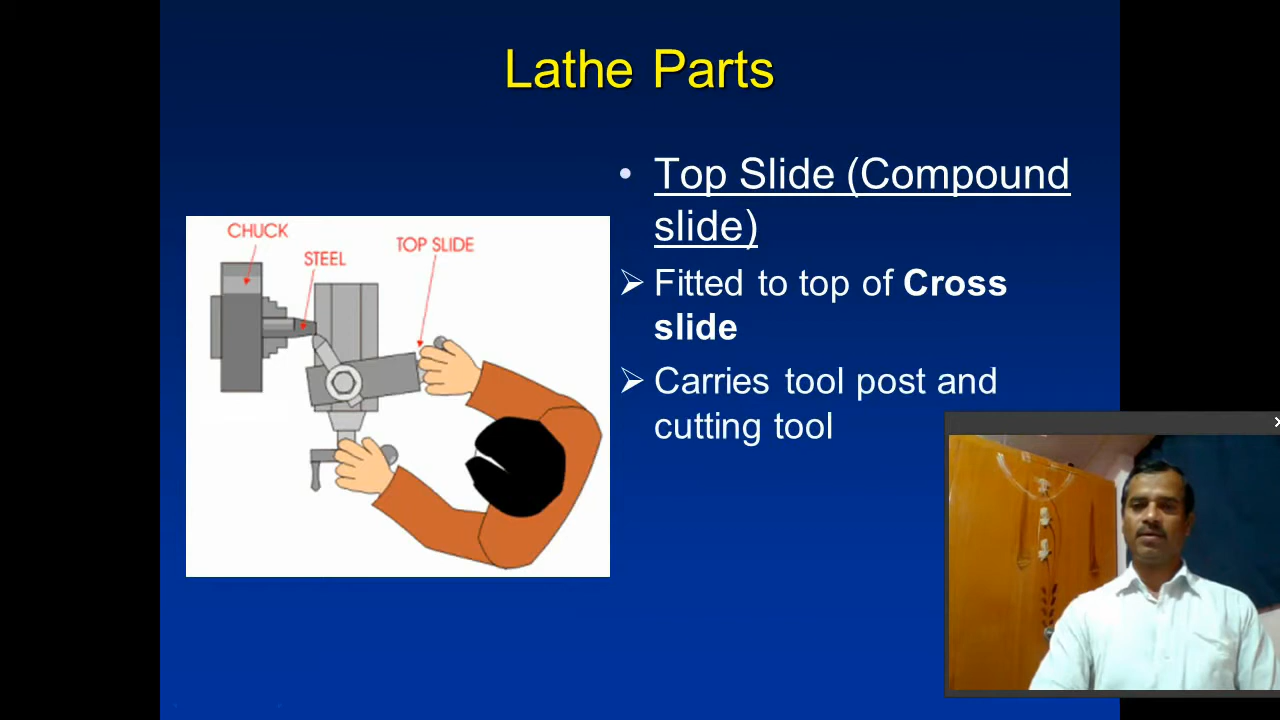 Lathe Parts
• Top Slide (Compound
slide)
➢ Fitted to top of Cross
slide
➢ Carries tool post and
cutting tool
CHUCK
STEEL
TOP SLIDE